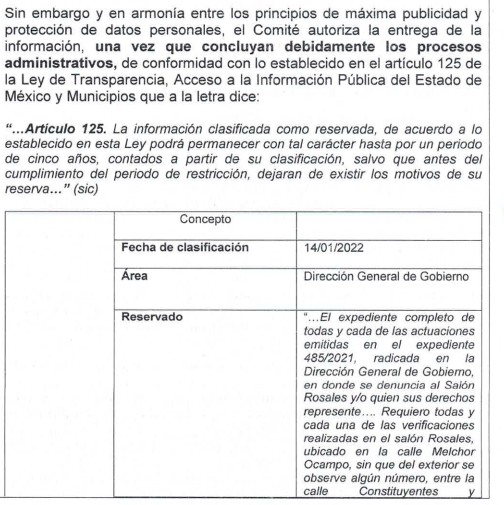 Sin embargo y en armonía entre los principios de máxima publicidad y
protección de datos personales, el Comité autoriza la entrega de la
información, una vez que concluyan debidamente los procesos
administrativos, de conformidad con lo establecido en el artículo 125 de
la Ley de Transparencia, Acceso a la Información Pública del Estado de
México y Municipios que a la letra dice:
“...Artículo 125. La información clasificada como reservada, de acuerdo a lo
establecido en esta Ley podrá permanecer con tal carácter hasta por un periodo
de cinco años, contados a partir de su clasificación, salvo que antes del
cumplimiento del periodo de restricción, dejaran de existir los motivos de su
reserva...” (sic)
Concepto
Fecha de clasificación 14/01/2022
Área Dirección General de Gobierno
Reservado “...El expediente completo de
todas y cada de las actuaciones
emitidas en el expediente
485/2021, radicada en la
Dirección General de Gobierno,
en donde se denuncia al Salón
Rosales y/o quien sus derechos
represente.... Requiero todas y
cada una de las verificaciones
realizadas en el salón Rosales,
ubicado en la calle Melchor
Ocampo, sin que del exterior se
observe algún número, entre la
calle Constituyentes y